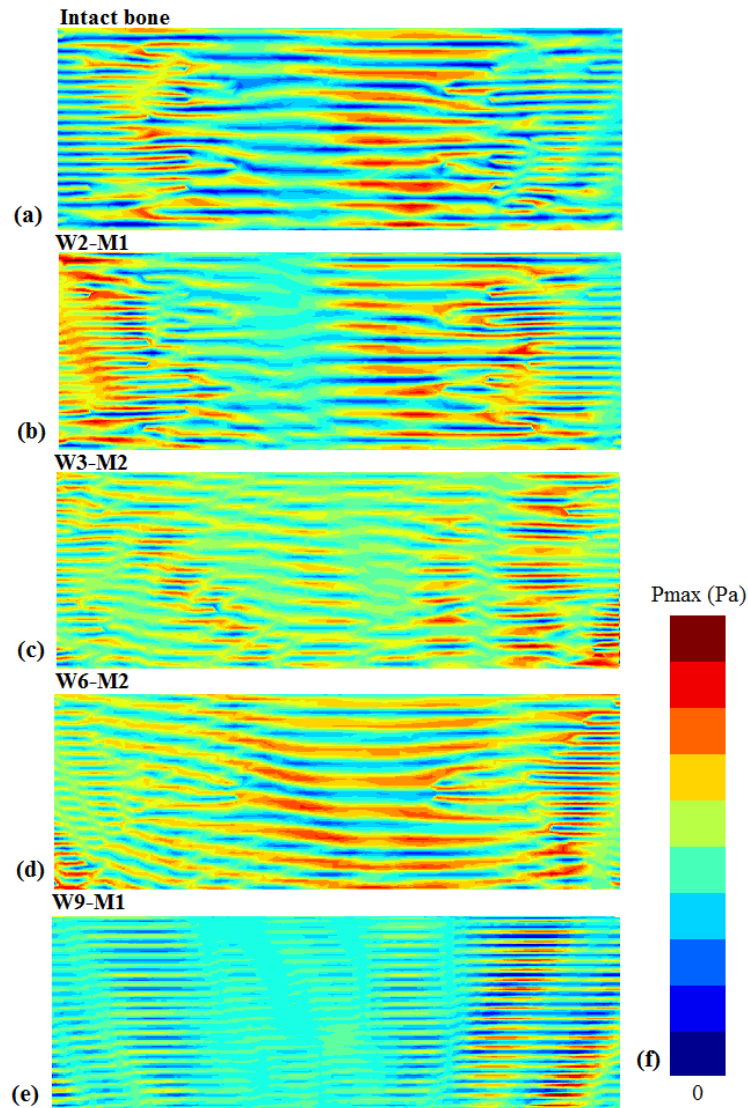 Intact bone
(a)
W2-M1
(b)
W3-M2
(c)
Pmax (Pa)
W6-M2
(d)
W9-M1
(e)
(f)
0